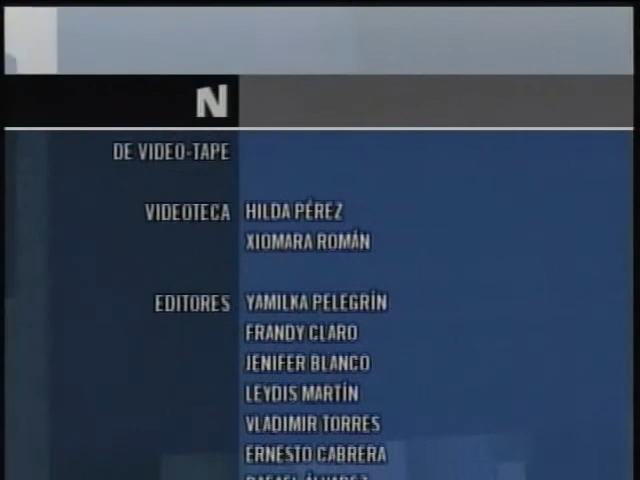 N
DE VIDEO-TAPE
VIDEOTECA HILDA PÉREZ
XIOMARA ROMÁN
EDITORES YAMILKA PELEGRÍN
FRANDY CLARO
JENIFER BLANCO
LEYDIS MARTÍN
VLADIMIR TORRES
ERNESTO CABRERA